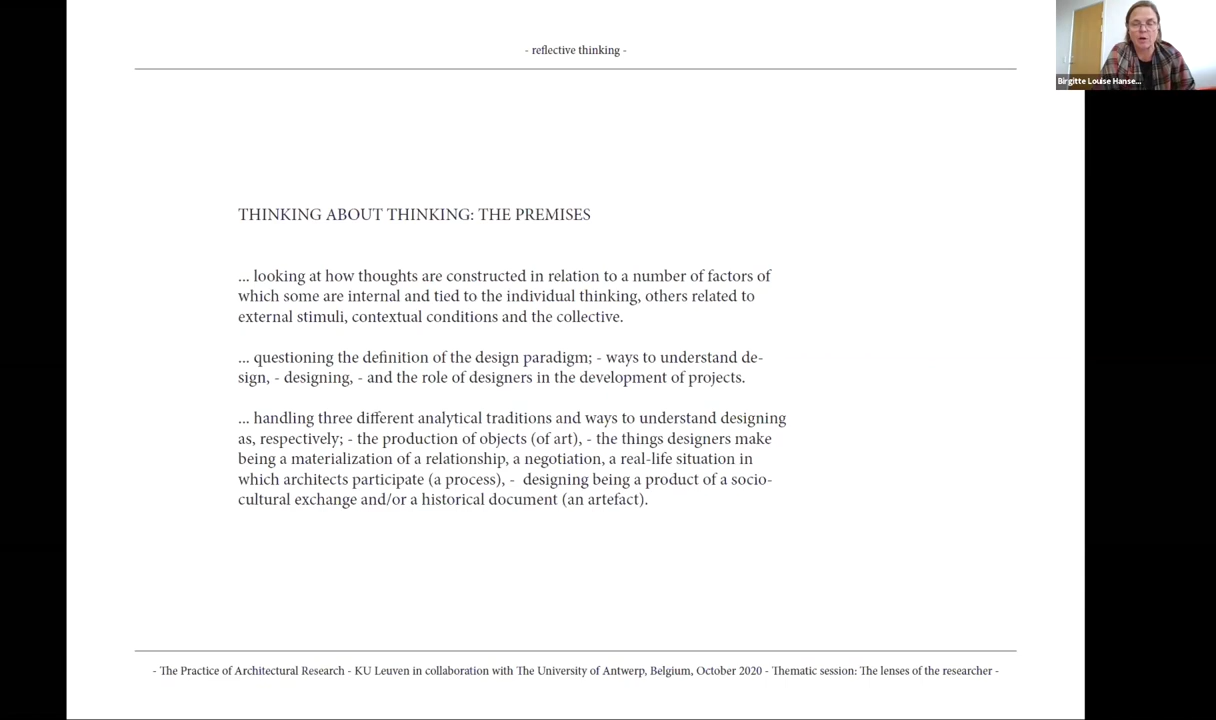 - reflective thinking -
Birgitte Louise Hanse...
THINKING ABOUT THINKING: THE PREMISES
... looking at how thoughts are constructed in relation to a number of factors of
which some are internal and tied to the individual thinking, others related to
external stimuli, contextual conditions and the collective.
... questioning the definition of the design paradigm; - ways to understand de-
sign, - designing, - and the role of designers in the development of projects.
... handling three different analytical traditions and ways to understand designing
as, respectively; - the production of objects (of art), - the things designers make
being a materialization of a relationship, a negotiation, a real-life situation in
which architects participate (a process), -  designing being a product of a socio-
cultural exchange and/or a historical document (an artefact).
- The Practice of Architectural Research - KU Leuven in collaboration with The University of Antwerp, Belgium, October 2020 - Thematic session: The lenses of the researcher -